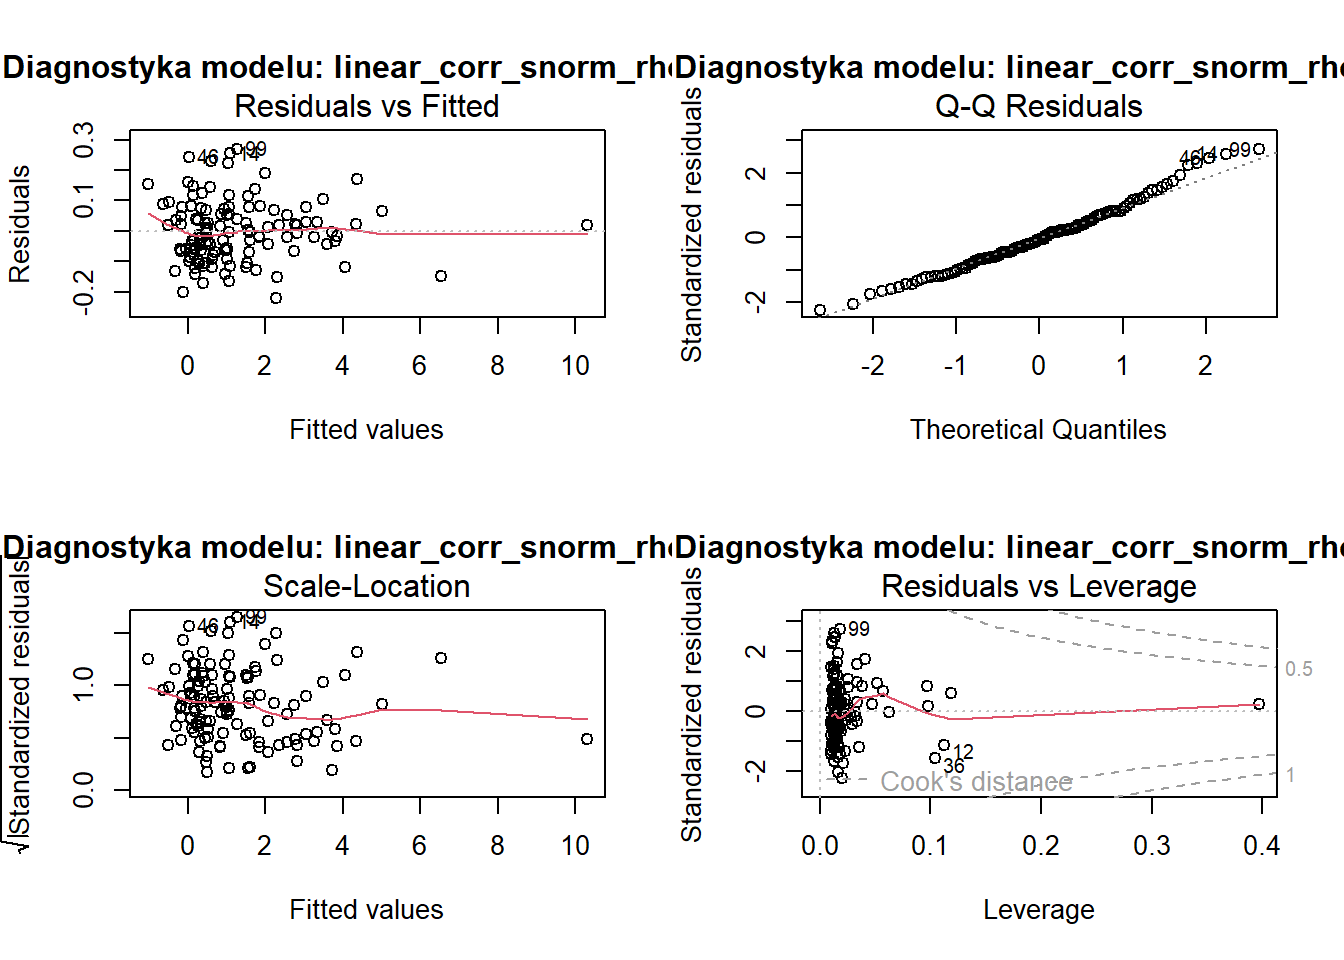 Diagnostyka modelu: linear_corr_snorm_rho
Residuals vs Fitted
Residuals
0.3
0.1
-0.2
46
14
99
0 2 4 6 8 10
Fitted values
Diagnostyka modelu: linear_corr_snorm_rho
Q-Q Residuals
Standardized residuals
2
0
-2
46
14
99
-2 -1 0 1 2
Theoretical Quantiles
Diagnostyka modelu: linear_corr_snorm_rho
Scale-Location
√|Standardized residuals|
1.0
0.0
46
14
99
0 2 4 6 8 10
Fitted values
Diagnostyka modelu: linear_corr_snorm_rho
Residuals vs Leverage
Standardized residuals
2
0
-2
99
12
36
Cook's distance
0.5
1
0.0 0.1 0.2 0.3 0.4
Leverage